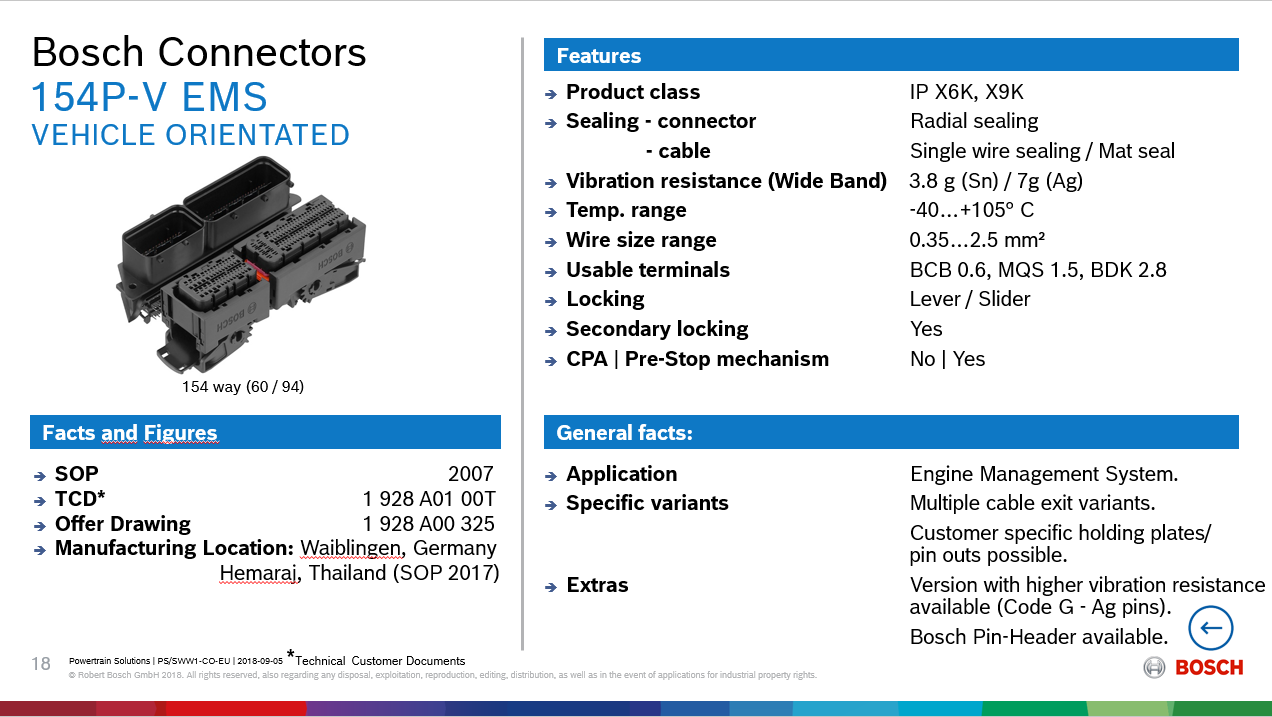 Bosch Connectors
154P-V EMS
VEHICLE ORIENTATED
BOSCH
BOSCH
154 way (60 / 94)
Facts and Figures
SOP 2007
TCD* 1 928 A01 00T
Offer Drawing 1 928 A00 325
Manufacturing Location: Waiblingen, Germany
Hemaraj, Thailand (SOP 2017)
Features
Product class IP X6K, X9K
Sealing - connector Radial sealing
- cable Single wire sealing / Mat seal
Vibration resistance (Wide Band) 3.8 g (Sn) / 7g (Ag)
Temp. range -40…+105° C
Wire size range 0.35…2.5 mm²
Usable terminals BCB 0.6, MQS 1.5, BDK 2.8
Locking Lever / Slider
Secondary locking Yes
CPA | Pre-Stop mechanism No | Yes
General facts:
Application Engine Management System.
Specific variants Multiple cable exit variants.
Customer specific holding plates/
pin outs possible.
Extras Version with higher vibration resistance
available (Code G - Ag pins).
Bosch Pin-Header available.
18 Powertrain Solutions | PS/SWW1-CO-EU | 2018-09-05 *Technical Customer Documents
© Robert Bosch GmbH 2018. All rights reserved, also regarding any disposal, exploitation, reproduction, editing, distribution, as well as in the event of applications for industrial property rights.
BOSCH